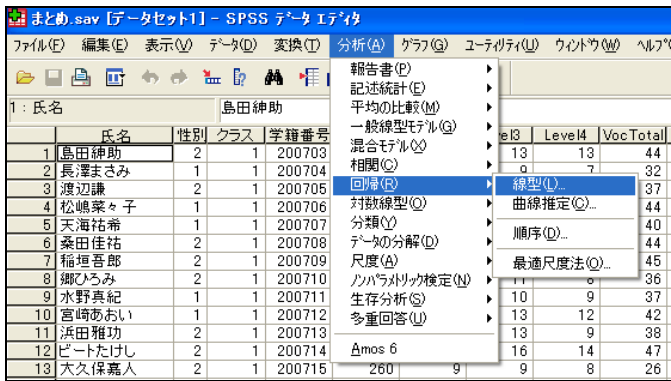 まとめ.sav [データセット1] - SPSS データ エディタ
ファイル(F) 編集(E) 表示(V) データ(D) 変換(T) 分析(A) グラフ(G) ユーティリティ(U) ウィンドウ(W) ヘルプ(
1 : 氏名 島田紳助
氏名 性別 クラス 学籍番号 el3 Level4 VocTotal
1 島田紳助 2 1 200703 13 13 44
2 長澤まさみ 1 1 200704 9 7 32
3 渡辺謙 2 1 200705 37
4 松嶋菜々子 1 1 200706 44
5 天海祐希 1 1 200707 40
6 桑田佳祐 2 1 200708 44
7 稲垣吾郎 2 1 200709 45
8 郷ひろみ 2 1 200710 11 8 36
9 水野真紀 1 1 200711 10 9 37
10 宮崎あおい 1 1 200712 13 12 42
11 浜田雅功 2 1 200713 13 9 38
12 ビートたけし 2 1 200714 16 14 47
13 大久保嘉人 2 1 200715 260 9 9 8 26
報告書(P)
記述統計(E)
平均の比較(M)
一般線型モデル(G)
混合モデル(X)
相関(C)
回帰(R)
対数線型(O)
分類(Y)
データの分解(D)
尺度(A)
ノンパラメトリック検定(N)
生存分析(S)
多重回答(U)
Amos 6
線型(L)...
曲線推定(C)...
順序(D)...
最適尺度法(O)...